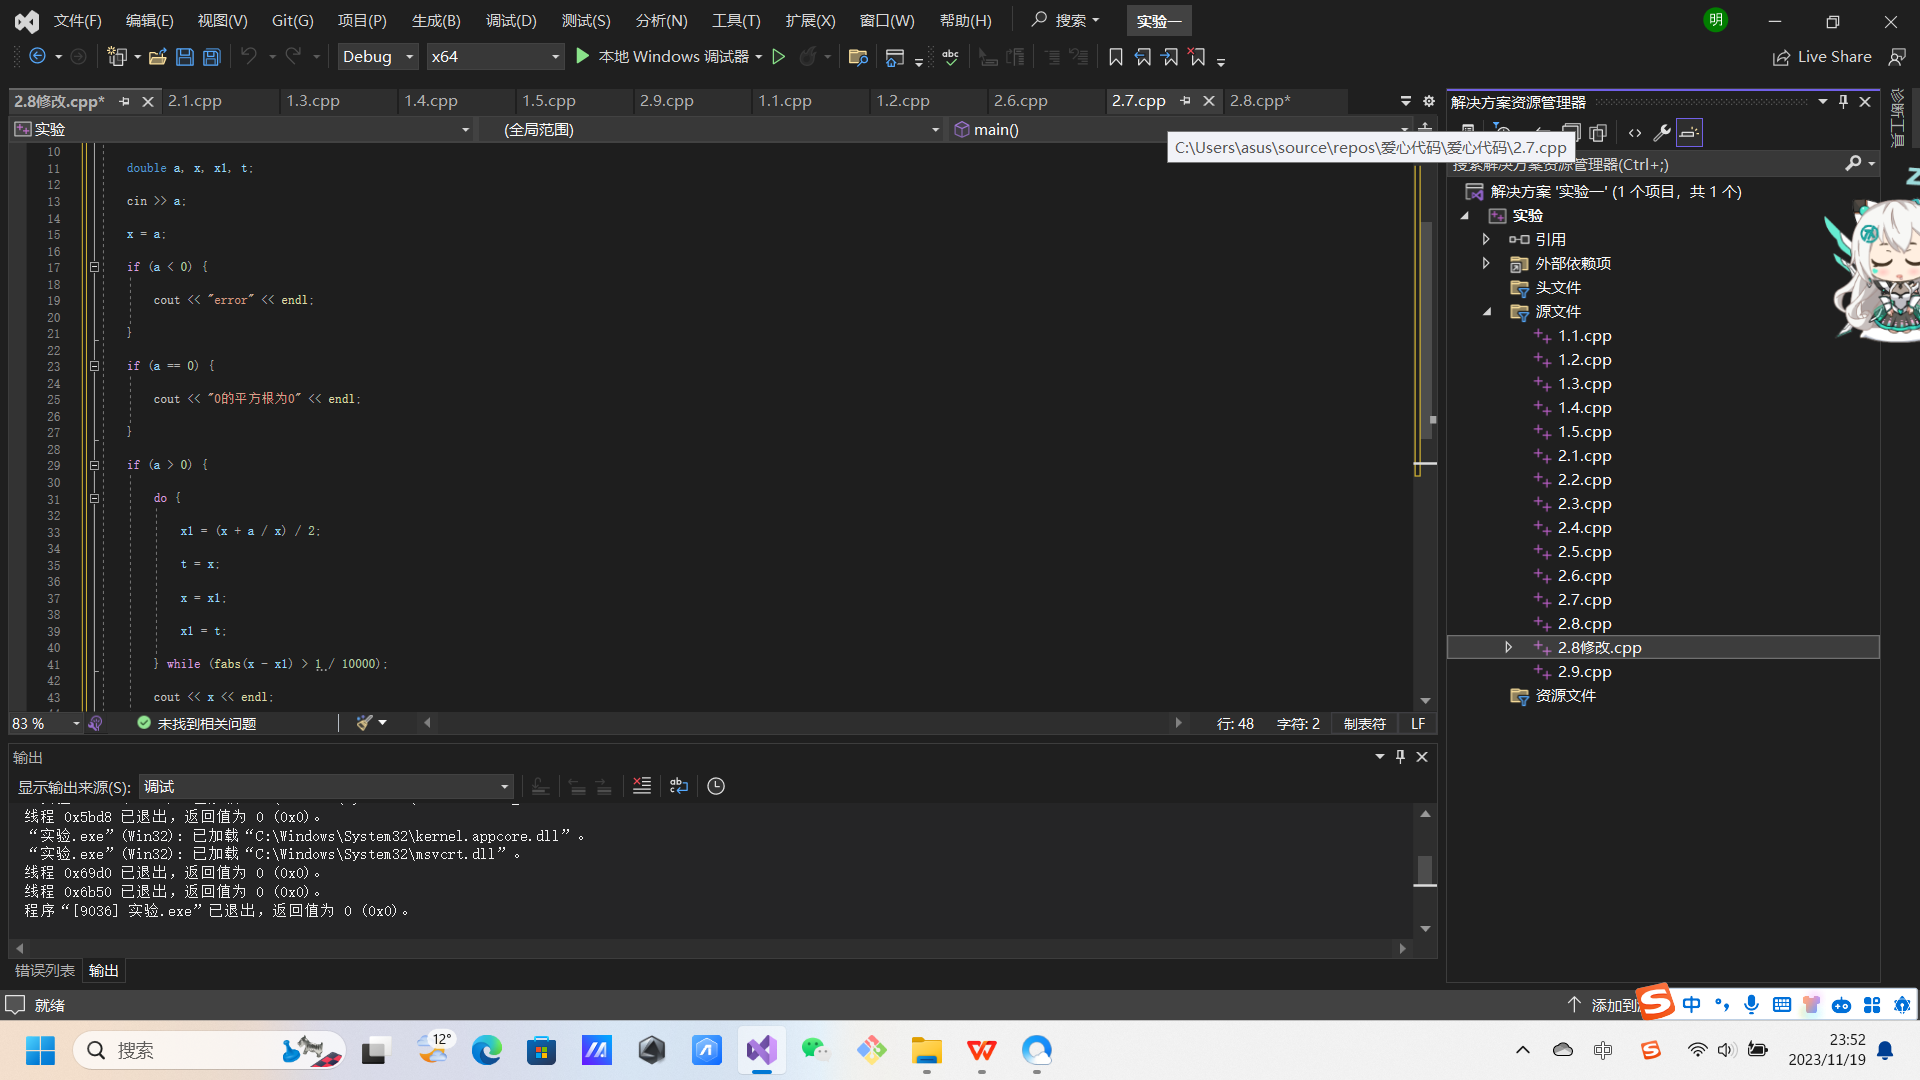 文件(F) 编辑(E) 视图(V) Git(G) 项目(P) 生成(B) 调试(D) 测试(S) 分析(N) 工具(T) 扩展(X) 窗口(W) 帮助(H) 搜索 实验一 明
Debug x64 本地 Windows 调试器 Live Share
2.8修改.cpp* 2.1.cpp 1.3.cpp 1.4.cpp 1.5.cpp 2.9.cpp 1.1.cpp 1.2.cpp 2.6.cpp 2.7.cpp 2.8.cpp*
实验 (全局范围) main()
C:\Users\asus\source\repos\爱心代码\爱心代码\2.7.cpp
10
11 double a, x, x1, t;
12
13 cin >> a;
14
15 x = a;
16
17 if (a < 0) {
18
19 cout << "error" << endl;
20
21 }
22
23 if (a == 0) {
24
25 cout << "0的平方根为0" << endl;
26
27 }
28
29 if (a > 0) {
30
31 do {
32
33 x1 = (x + a / x) / 2;
34
35 t = x;
36
37 x = x1;
38
39 x1 = t;
40
41 } while (fabs(x - x1) > 1 / 10000);
42
43 cout << x << endl;
83 % 未找到相关问题 行: 48 字符: 2 制表符 LF
输出
显示输出来源(S): 调试
线程 0x5bd8 已退出，返回值为 0 (0x0)。
“实验.exe”(Win32): 已加载“C:\Windows\System32\kernel.appcore.dll”。
“实验.exe”(Win32): 已加载“C:\Windows\System32\msvcrt.dll”。
线程 0x69d0 已退出，返回值为 0 (0x0)。
线程 0x6b50 已退出，返回值为 0 (0x0)。
程序“[9036] 实验.exe”已退出，返回值为 0 (0x0)。
错误列表 输出
解决方案资源管理器
搜索解决方案资源管理器(Ctrl+;)
解决方案 '实验一' (1 个项目，共 1 个)
实验
引用
外部依赖项
头文件
源文件
1.1.cpp
1.2.cpp
1.3.cpp
1.4.cpp
1.5.cpp
2.1.cpp
2.2.cpp
2.3.cpp
2.4.cpp
2.5.cpp
2.6.cpp
2.7.cpp
2.8.cpp
2.8修改.cpp
2.9.cpp
资源文件
诊断工具
就绪 添加到 中
搜索 12° 中 23:52
2023/11/19